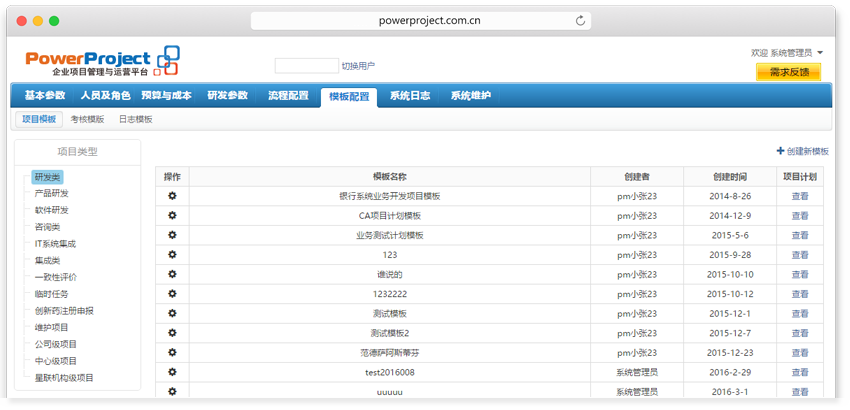 powerproject.com.cn
PowerProject
企业项目管理与运营平台
切换用户
欢迎 系统管理员
需求反馈
基本参数 人员及角色 预算与成本 研发参数 流程配置 模板配置 系统日志 系统维护
项目模板 考核模版 日志模板
项目类型
研发类
产品研发
软件研发
咨询类
IT系统集成
集成类
一致性评价
临时任务
创新药注册申报
维护项目
公司级项目
中心级项目
星联机构级项目
创建新模板
操作 模板名称 创建者 创建时间 项目计划
银行系统业务开发项目模板 pm小张23 2014-8-26 查看
CA项目计划模板 pm小张23 2014-12-9 查看
业务测试计划模板 pm小张23 2015-5-6 查看
123 pm小张23 2015-9-28 查看
谁说的 pm小张23 2015-10-10 查看
1232222 pm小张23 2015-10-12 查看
测试模板 pm小张23 2015-12-1 查看
测试模板2 pm小张23 2015-12-7 查看
范德萨阿斯蒂芬 pm小张23 2015-12-23 查看
test2016008 系统管理员 2016-2-29 查看
uuuuu 系统管理员 2016-3-1 查看